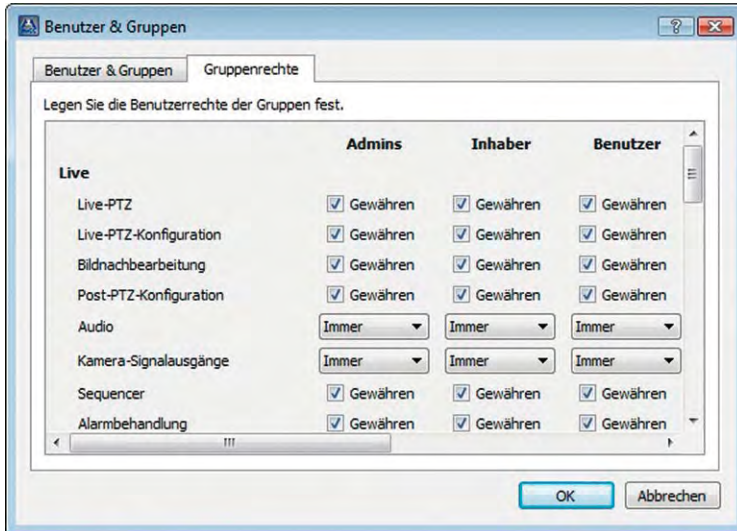 Benutzer & Gruppen
Benutzer & Gruppen Gruppenrechte
Legen Sie die Benutzerrechte der Gruppen fest.
Admins Inhaber Benutzer
Live
Live-PTZ Gewähren Gewähren Gewähren
Live-PTZ-Konfiguration Gewähren Gewähren Gewähren
Bildnachbearbeitung Gewähren Gewähren Gewähren
Post-PTZ-Konfiguration Gewähren Gewähren Gewähren
Audio Immer Immer Immer
Kamera-Signalausgänge Immer Immer Immer
Sequencer Gewähren Gewähren Gewähren
Alarmbehandlung Gewähren Gewähren Gewähren
OK Abbrechen